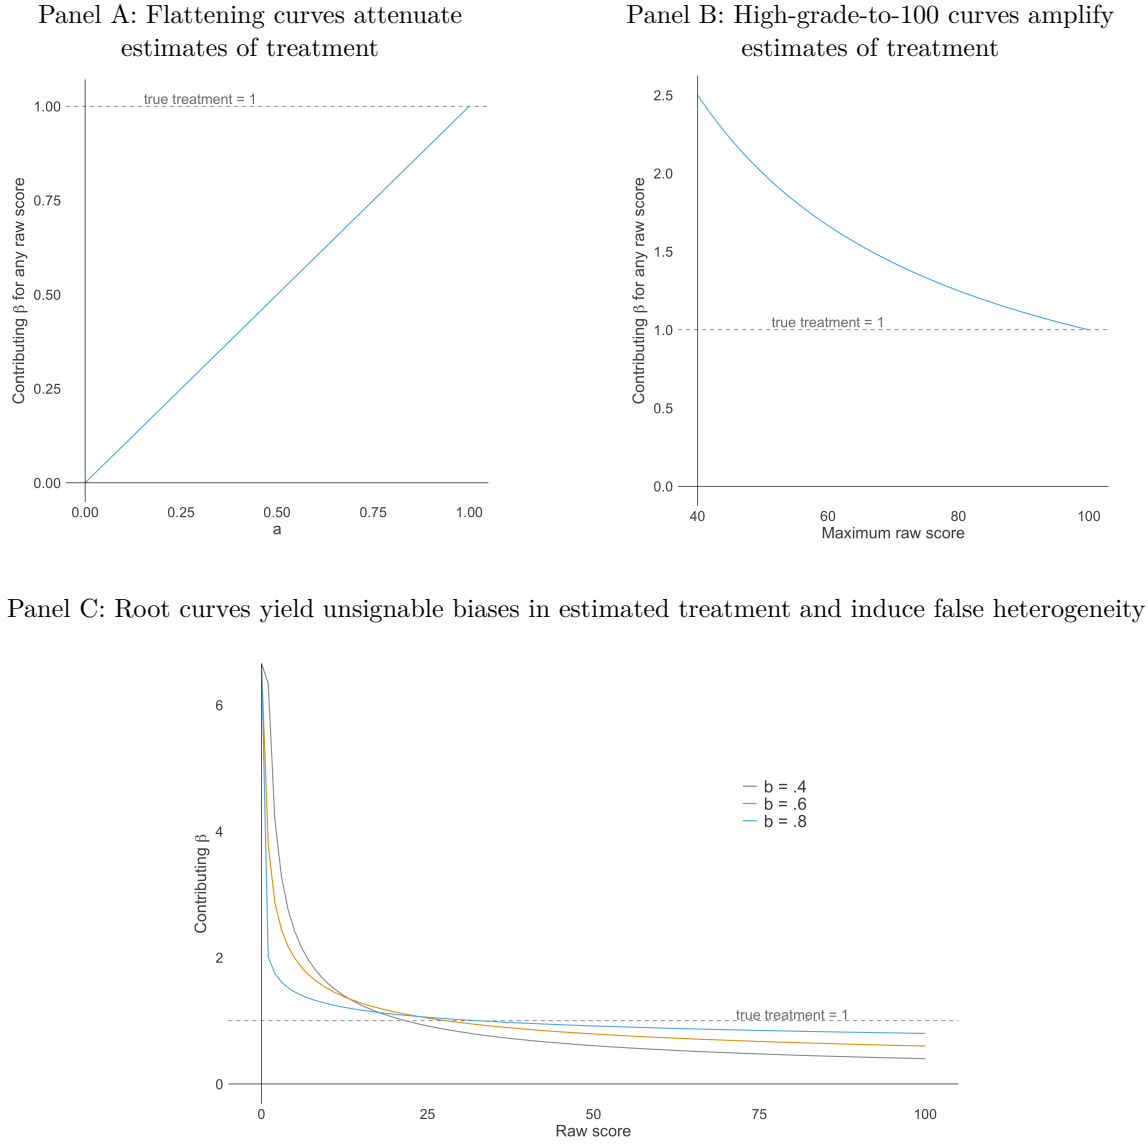 Panel A: Flattening curves attenuate
estimates of treatment
true treatment = 1
1.00
0.75
0.50
0.25
0.00
Contributing β for any raw score
0.00 0.25 0.50 0.75 1.00
a
Panel B: High-grade-to-100 curves amplify
estimates of treatment
2.5
2.0
1.5
1.0
0.5
0.0
true treatment = 1
Contributing β for any raw score
40 60 80 100
Maximum raw score
Panel C: Root curves yield unsignable biases in estimated treatment and induce false heterogeneity
6
4
2
0
Contributing β
b = .4
b = .6
b = .8
true treatment = 1
0 25 50 75 100
Raw score